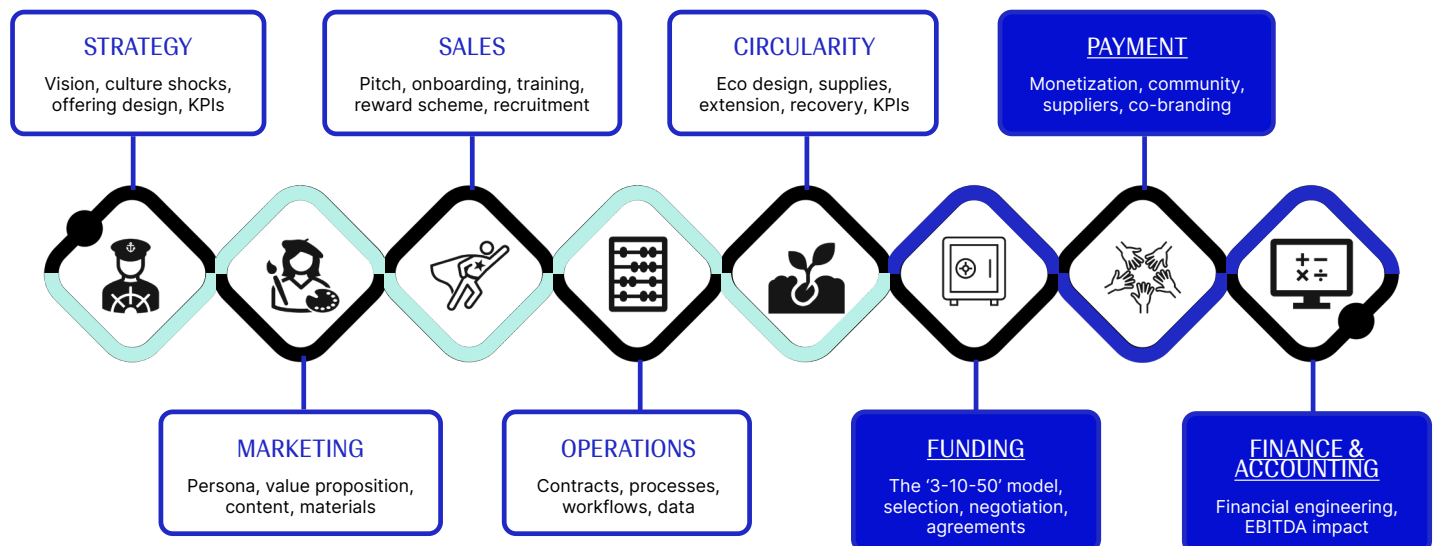 STRATEGY
Vision, culture shocks,
offering design, KPIs
SALES
Pitch, onboarding, training,
reward scheme, recruitment
CIRCULARITY
Eco design, supplies,
extension, recovery, KPIs
PAYMENT
Monetization, community,
suppliers, co-branding
MARKETING
Persona, value proposition,
content, materials
OPERATIONS
Contracts, processes,
workflows, data
FUNDING
The ‘3-10-50’ model,
selection, negotiation,
agreements
FINANCE &
ACCOUNTING
Financial engineering,
EBITDA impact